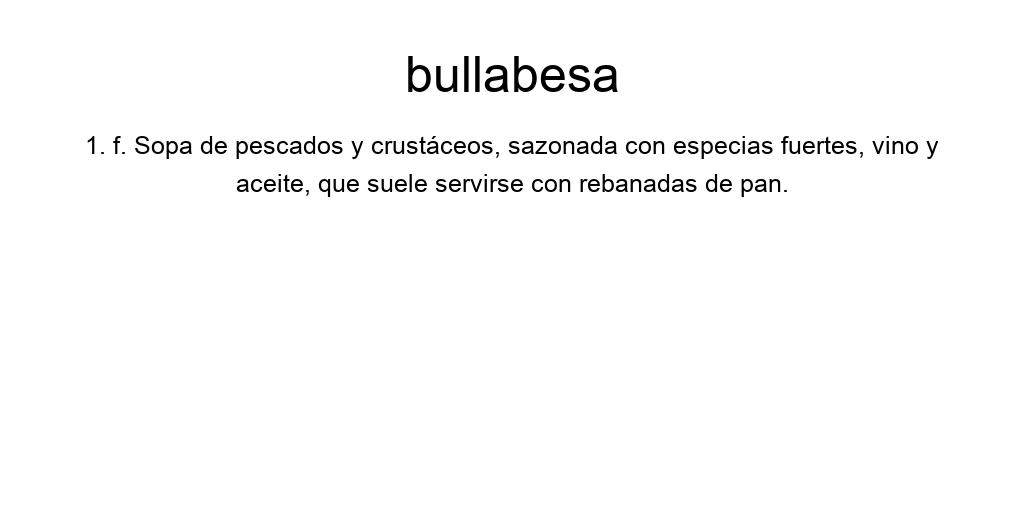 bullabesa
1. f. Sopa de pescados y crustáceos, sazonada con especias fuertes, vino y
aceite, que suele servirse con rebanadas de pan.